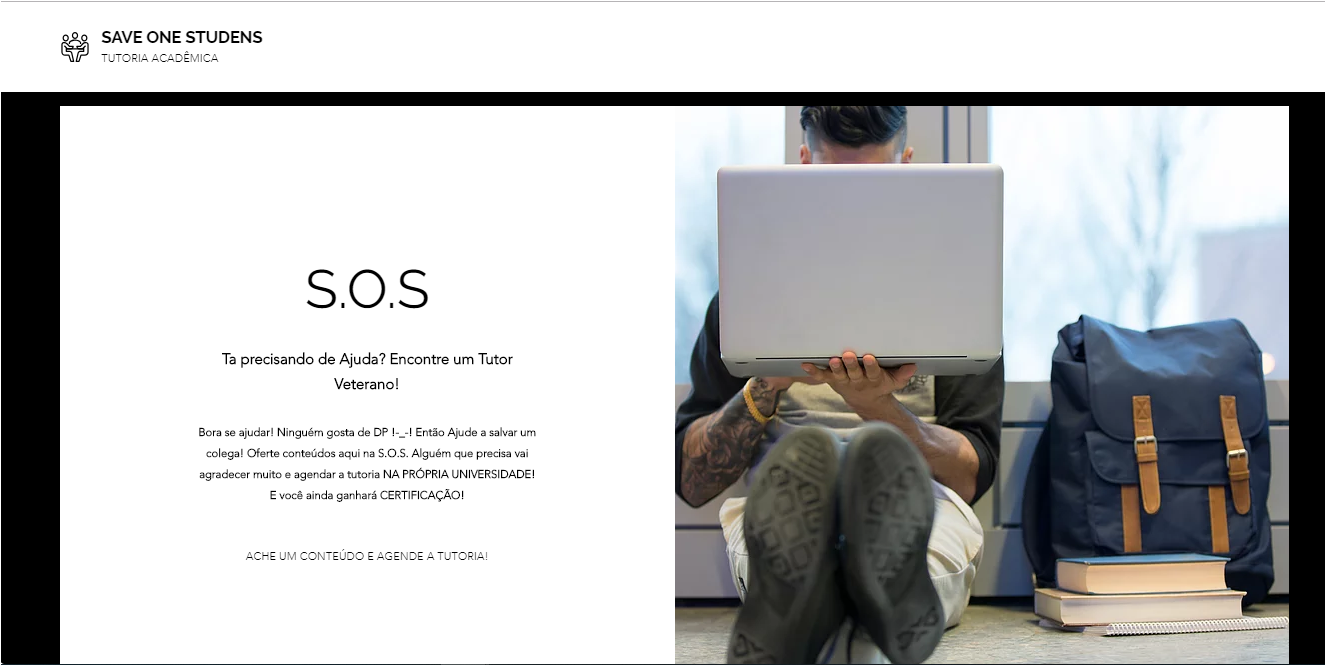 SAVE ONE STUDENS
TUTORIA ACADÊMICA
S.O.S
Ta precisando de Ajuda? Encontre um Tutor
Veterano!
Bora se ajudar! Ninguém gosta de DP !-_-! Então Ajude a salvar um
colega! Oferte conteúdos aqui na S.O.S. Alguém que precisa vai
agradecer muito e agendar a tutoria NA PRÓPRIA UNIVERSIDADE!
E você ainda ganhará CERTIFICAÇÃO!
ACHE UM CONTEÚDO E AGENDE A TUTORIA!